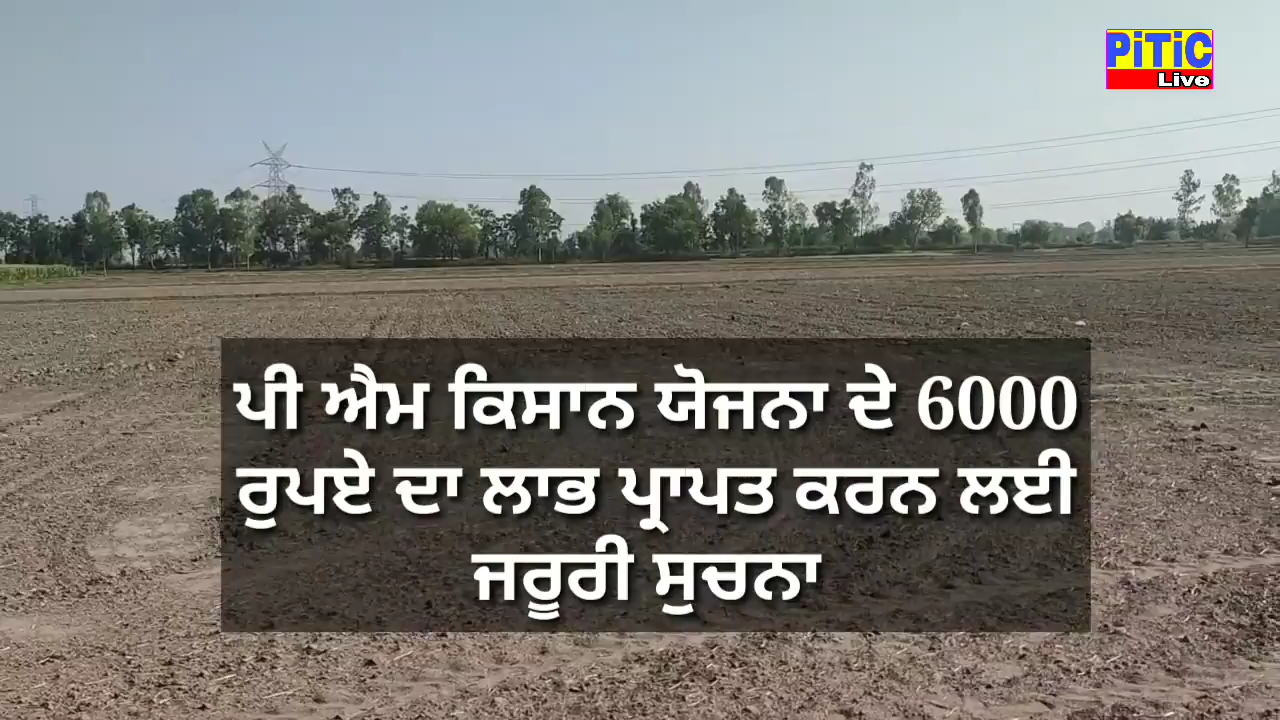 PiTiC
Live
ਪੀ ਐਮ ਕਿਸਾਨ ਯੋਜਨਾ ਦੇ 6000
ਰੁਪਏ ਦਾ ਲਾਭ ਪ੍ਰਾਪਤ ਕਰਨ ਲਈ
ਜਰੂਰੀ ਸੁਚਨਾ